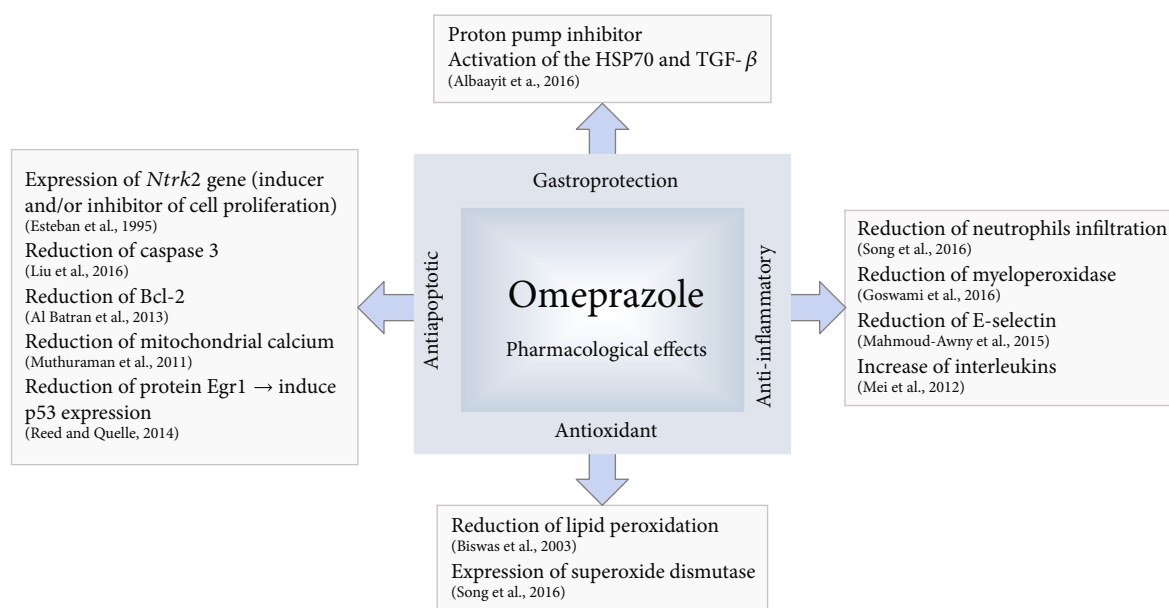 Proton pump inhibitor
Activation of the HSP70 and TGF-β
(Albaayit et a., 2016)
Expression of Ntrk2 gene (inducer
and/or inhibitor of cell proliferation)
(Esteban et al., 1995)
Reduction of caspase 3
(Liu et al., 2016)
Reduction of Bcl-2
(Al Batran et al., 2013)
Reduction of mitochondrial calcium
(Muthuraman et al., 2011)
Reduction of protein Egr1 → induce
p53 expression
(Reed and Quelle, 2014)
Gastroprotection
Antiapoptotic
Omeprazole
Pharmacological effects
Anti-inflammatory
Antioxidant
Reduction of neutrophils infiltration
(Song et al., 2016)
Reduction of myeloperoxidase
(Goswami et al., 2016)
Reduction of E-selectin
(Mahmoud-Awny et al., 2015)
Increase of interleukins
(Mei et al., 2012)
Reduction of lipid peroxidation
(Biswas et al., 2003)
Expression of superoxide dismutase
(Song et al., 2016)